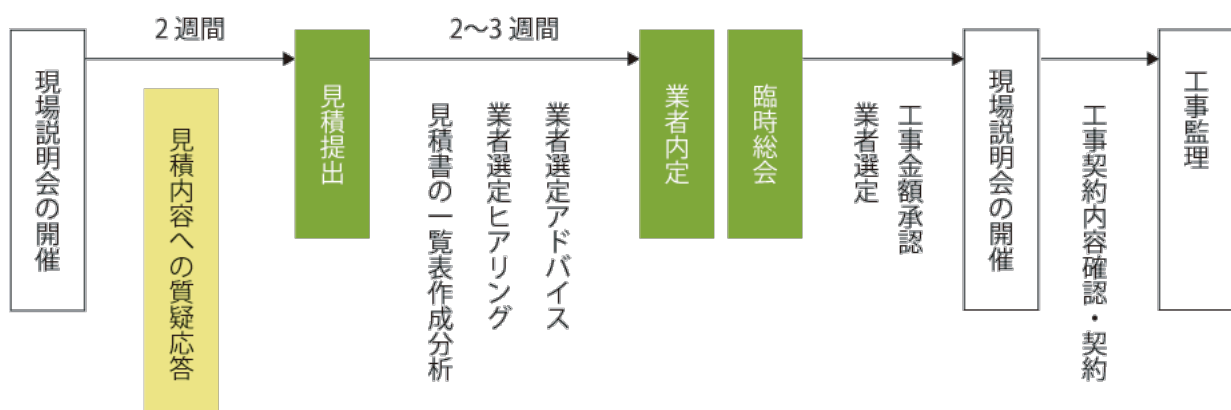 現場説明会の開催
2週間
見積内容への質疑応答
見積提出
2〜3週間
見積書の一覧表作成分析
業者選定ヒアリング
業者選定アドバイス
業者内定
臨時総会
業者選定
工事金額承認
現場説明会の開催
工事契約内容確認・契約
工事監理